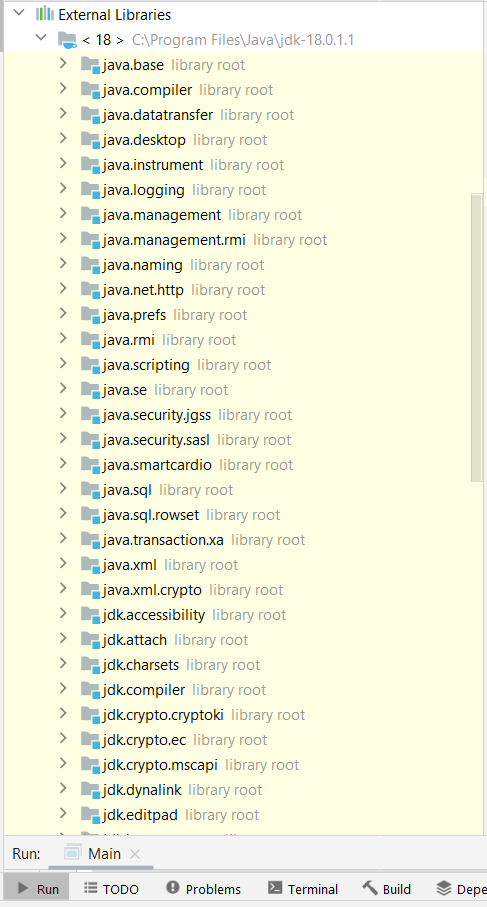 External Libraries
< 18 > C:\Program Files\Java\jdk-18.0.1.1
java.base library root
java.compiler library root
java.datatransfer library root
java.desktop library root
java.instrument library root
java.logging library root
java.management library root
java.management.rmi library root
java.naming library root
java.net.http library root
java.prefs library root
java.rmi library root
java.scripting library root
java.se library root
java.security.jgss library root
java.security.sasl library root
java.smartcardio library root
java.sql library root
java.sql.rowset library root
java.transaction.xa library root
java.xml library root
java.xml.crypto library root
jdk.accessibility library root
jdk.attach library root
jdk.charsets library root
jdk.compiler library root
jdk.crypto.cryptoki library root
jdk.crypto.ec library root
jdk.crypto.mscapi library root
jdk.dynalink library root
jdk.editpad library root
Run: Main
Run TODO Problems Terminal Build Depe